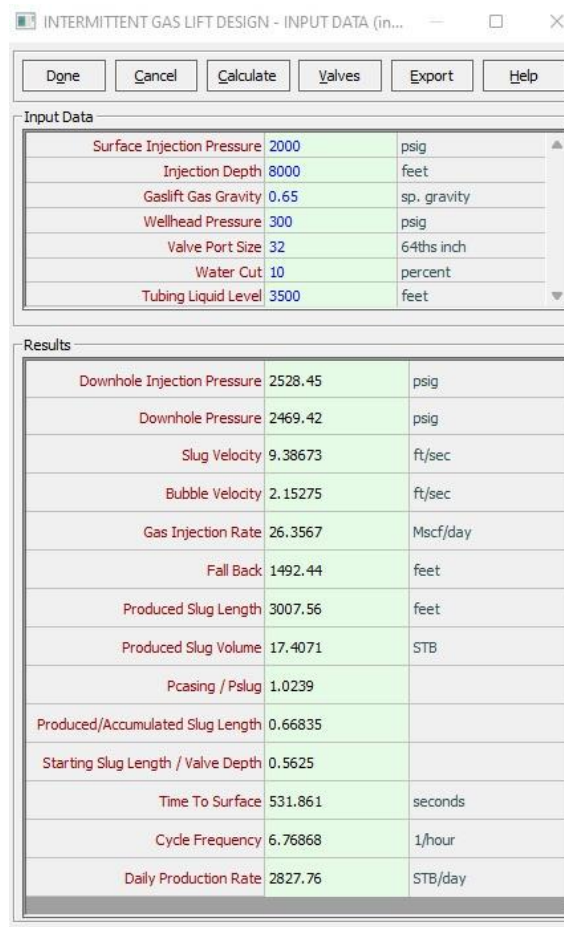 INTERMITTENT GAS LIFT DESIGN - INPUT DATA (in...
Done Cancel Calculate Valves Export Help
Input Data
Surface Injection Pressure 2000 psig
Injection Depth 8000 feet
Gaslift Gas Gravity 0.65 sp. gravity
Wellhead Pressure 300 psig
Valve Port Size 32 64ths inch
Water Cut 10 percent
Tubing Liquid Level 3500 feet
Results
Downhole Injection Pressure 2528.45 psig
Downhole Pressure 2469.42 psig
Slug Velocity 9.38673 ft/sec
Bubble Velocity 2.15275 ft/sec
Gas Injection Rate 26.3567 Mscf/day
Fall Back 1492.44 feet
Produced Slug Length 3007.56 feet
Produced Slug Volume 17.4071 STB
Pcasing / Pslug 1.0239
Produced/Accumulated Slug Length 0.66835
Starting Slug Length / Valve Depth 0.5625
Time To Surface 531.861 seconds
Cycle Frequency 6.76868 1/hour
Daily Production Rate 2827.76 STB/day